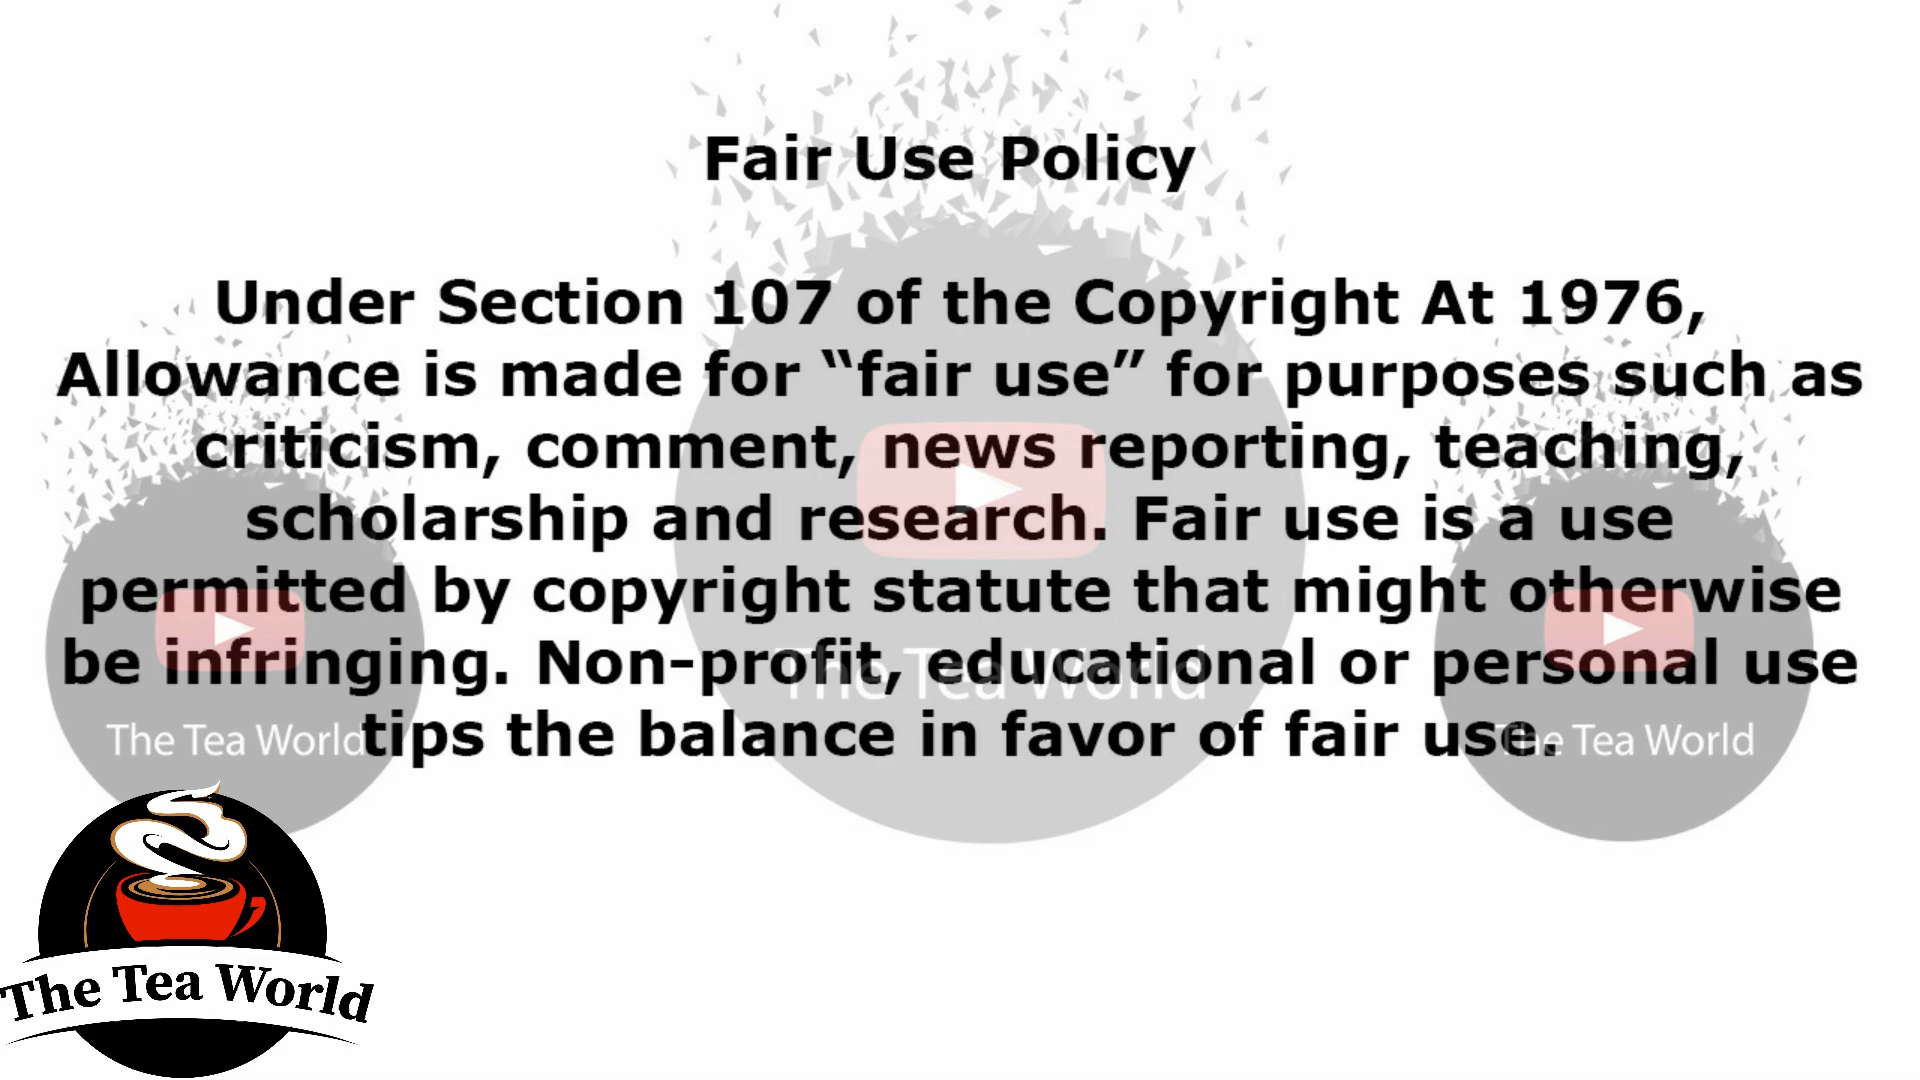 Fair Use Policy
Under Section 107 of the Copyright At 1976,
Allowance is made for “fair use” for purposes such as
criticism, comment, news reporting, teaching,
scholarship and research. Fair use is a use
permitted by copyright statute that might otherwise
be infringing. Non-profit, educational or personal use
tips the balance in favor of fair use.
The Tea World
The Tea World
The Tea World
The Tea World